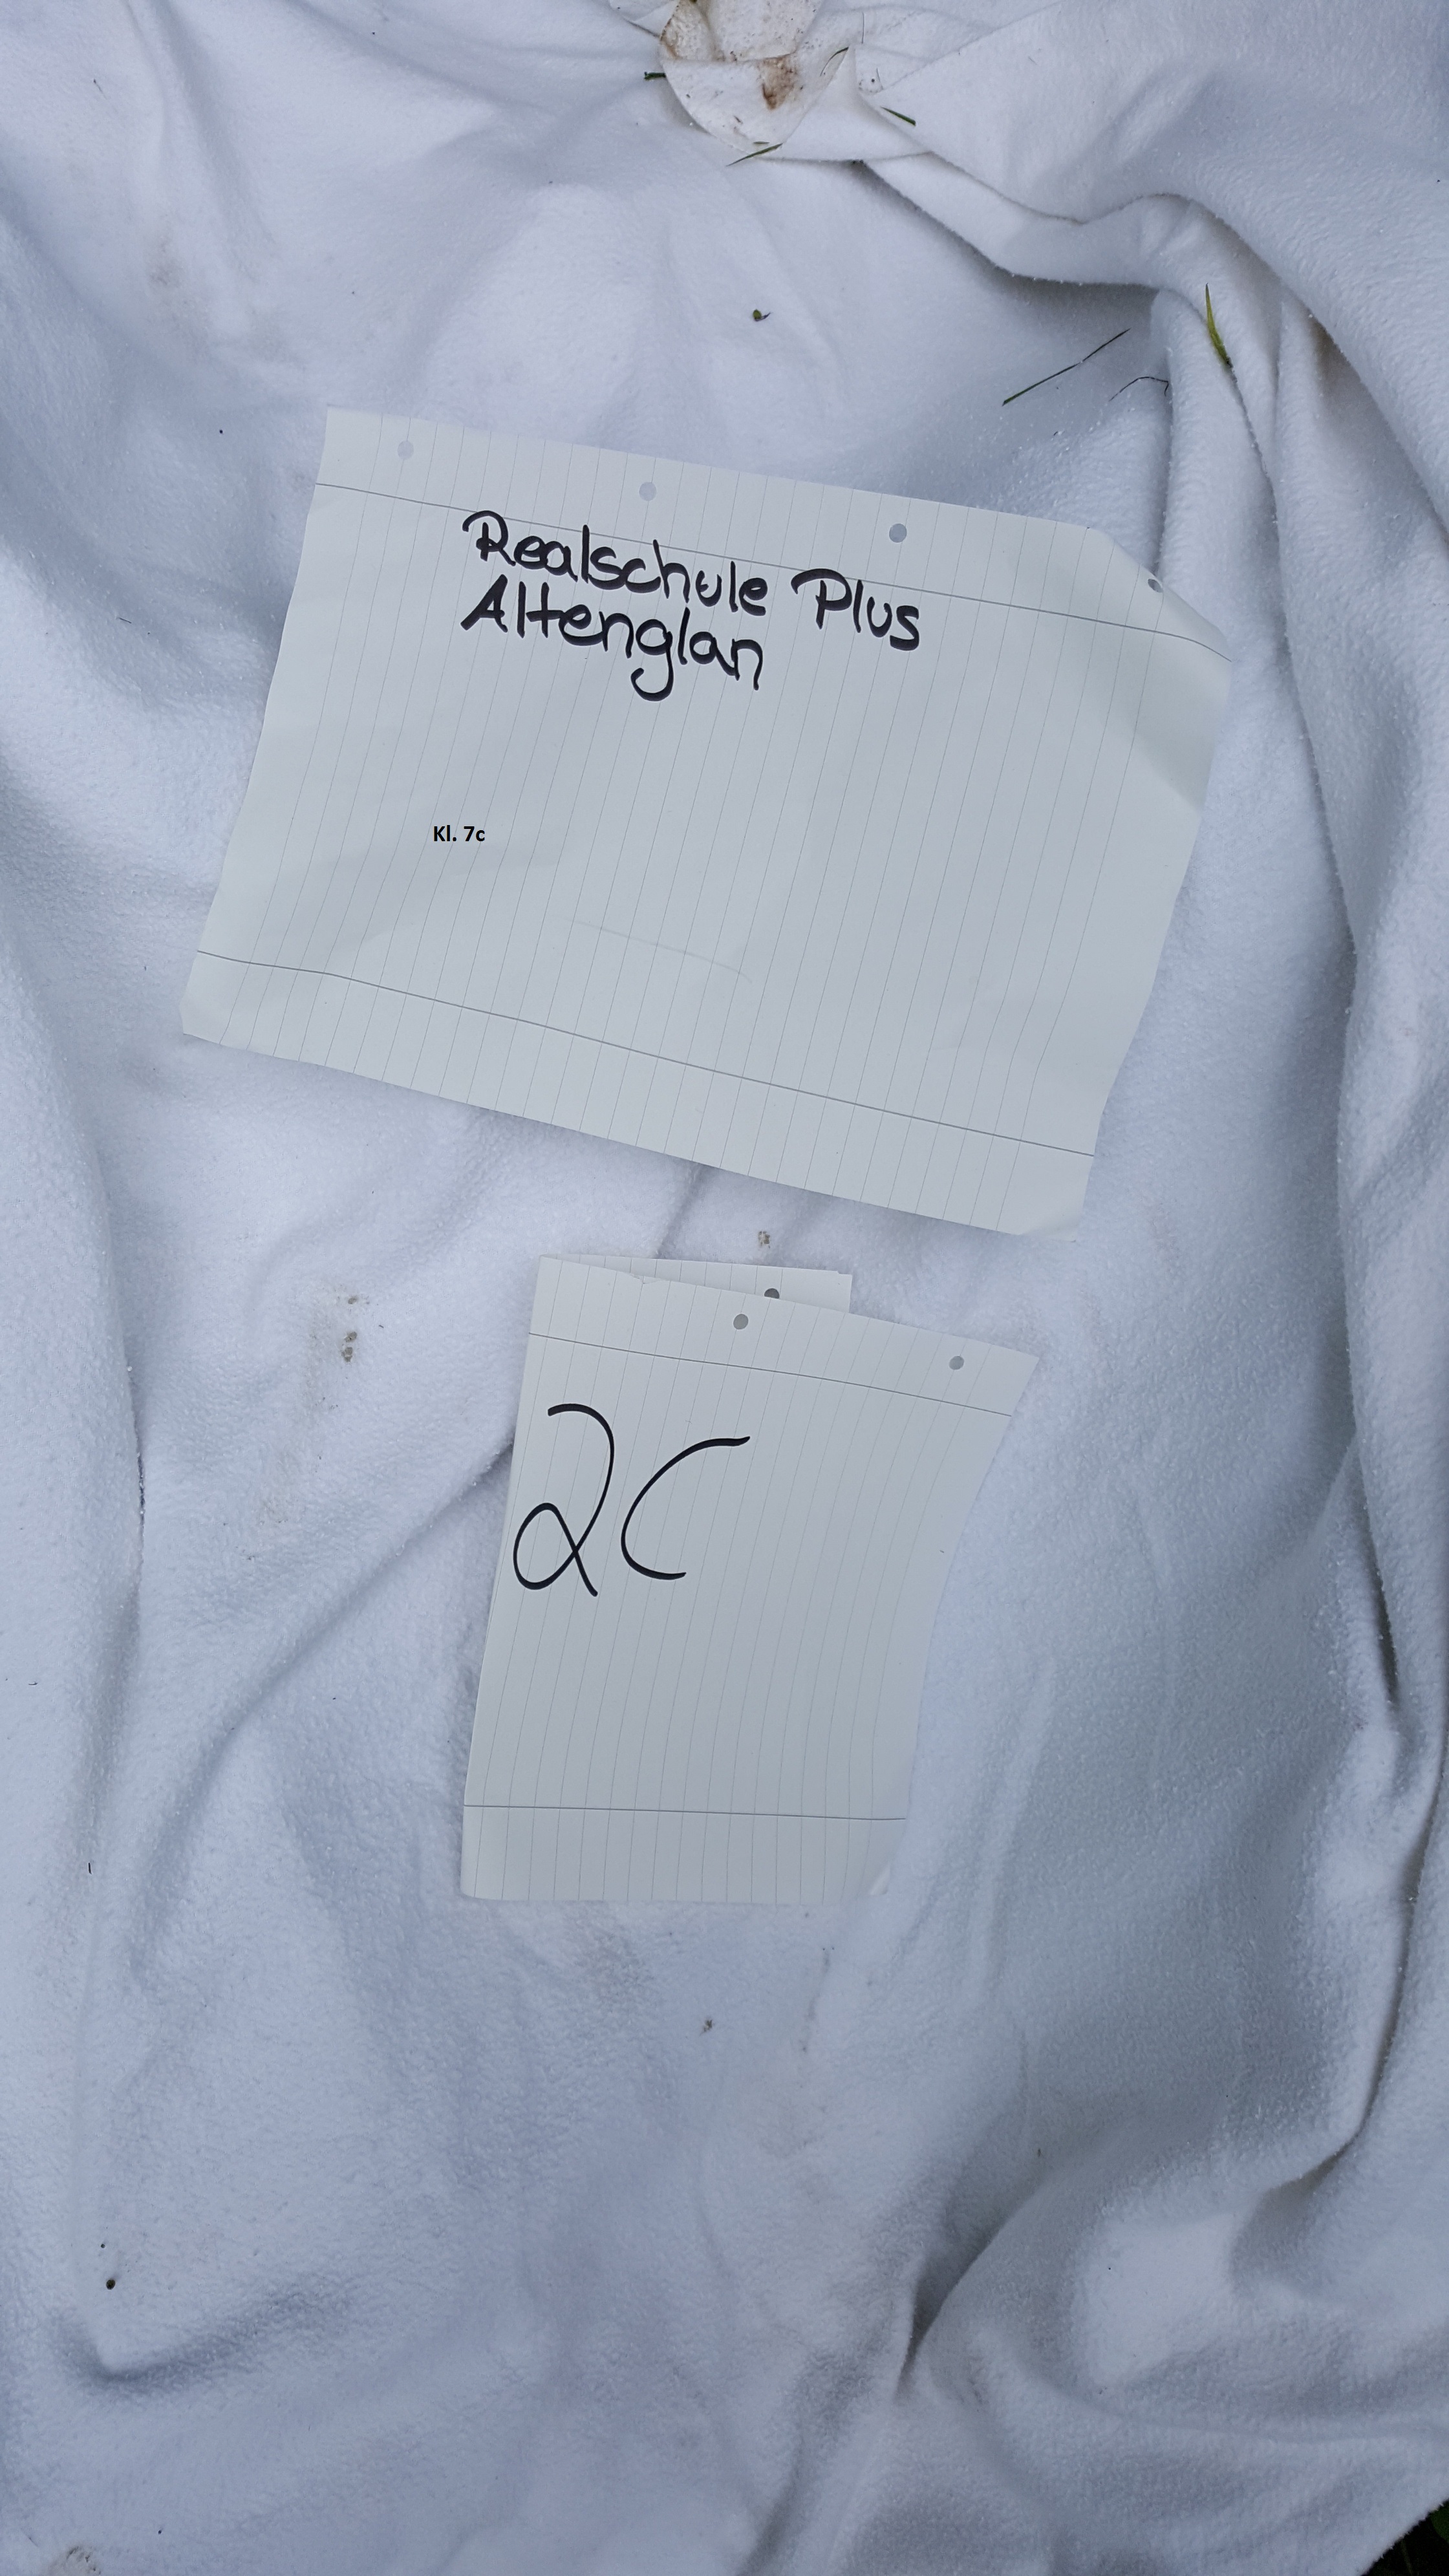 Realschule Plus
Altenglan
Kl. 7c
2C